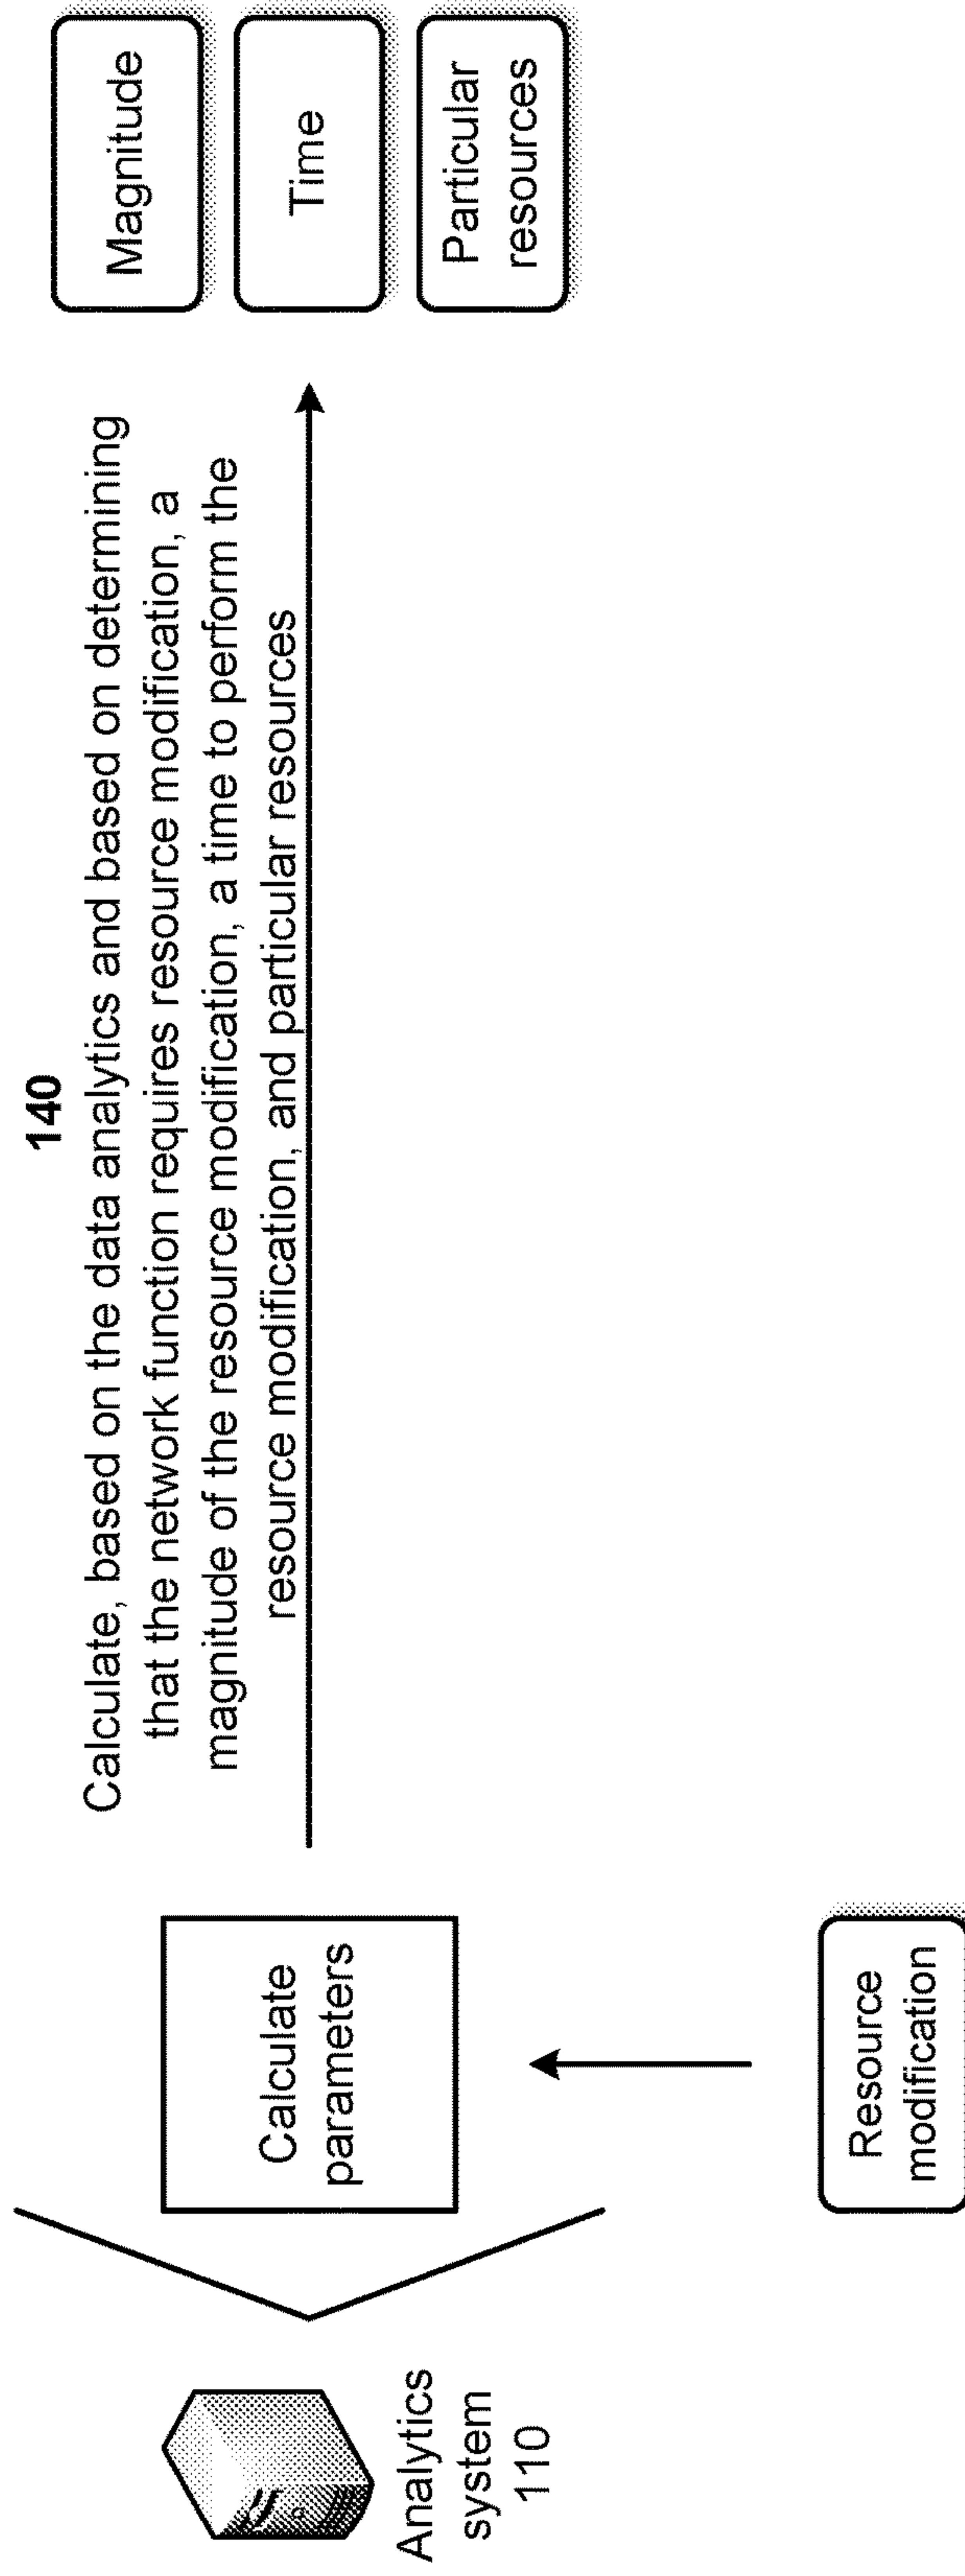 140
Calculate, based on the data analytics and based on determining
that the network function requires resource modification, a
magnitude of the resource modification, a time to perform the
resource modification, and particular resources
Analytics
system
110
Calculate
parameters
Magnitude
Time
Particular
resources
Resource
modification